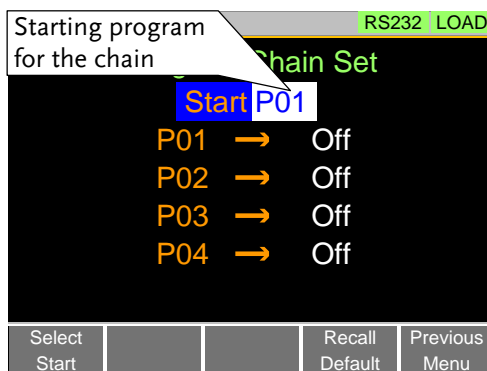 Starting program
for the chain
RS232 LOAD
Chain Set
Start P01
P01 → Off
P02 → Off
P03 → Off
P04 → Off
Select Start
Recall Default
Previous Menu